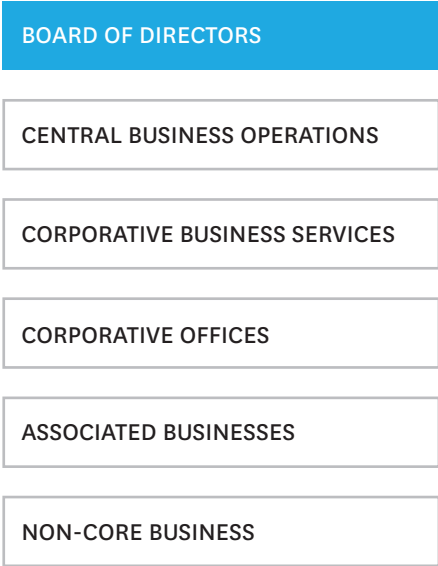 BOARD OF DIRECTORS
CENTRAL BUSINESS OPERATIONS
CORPORATIVE BUSINESS SERVICES
CORPORATIVE OFFICES
ASSOCIATED BUSINESSES
NON-CORE BUSINESS